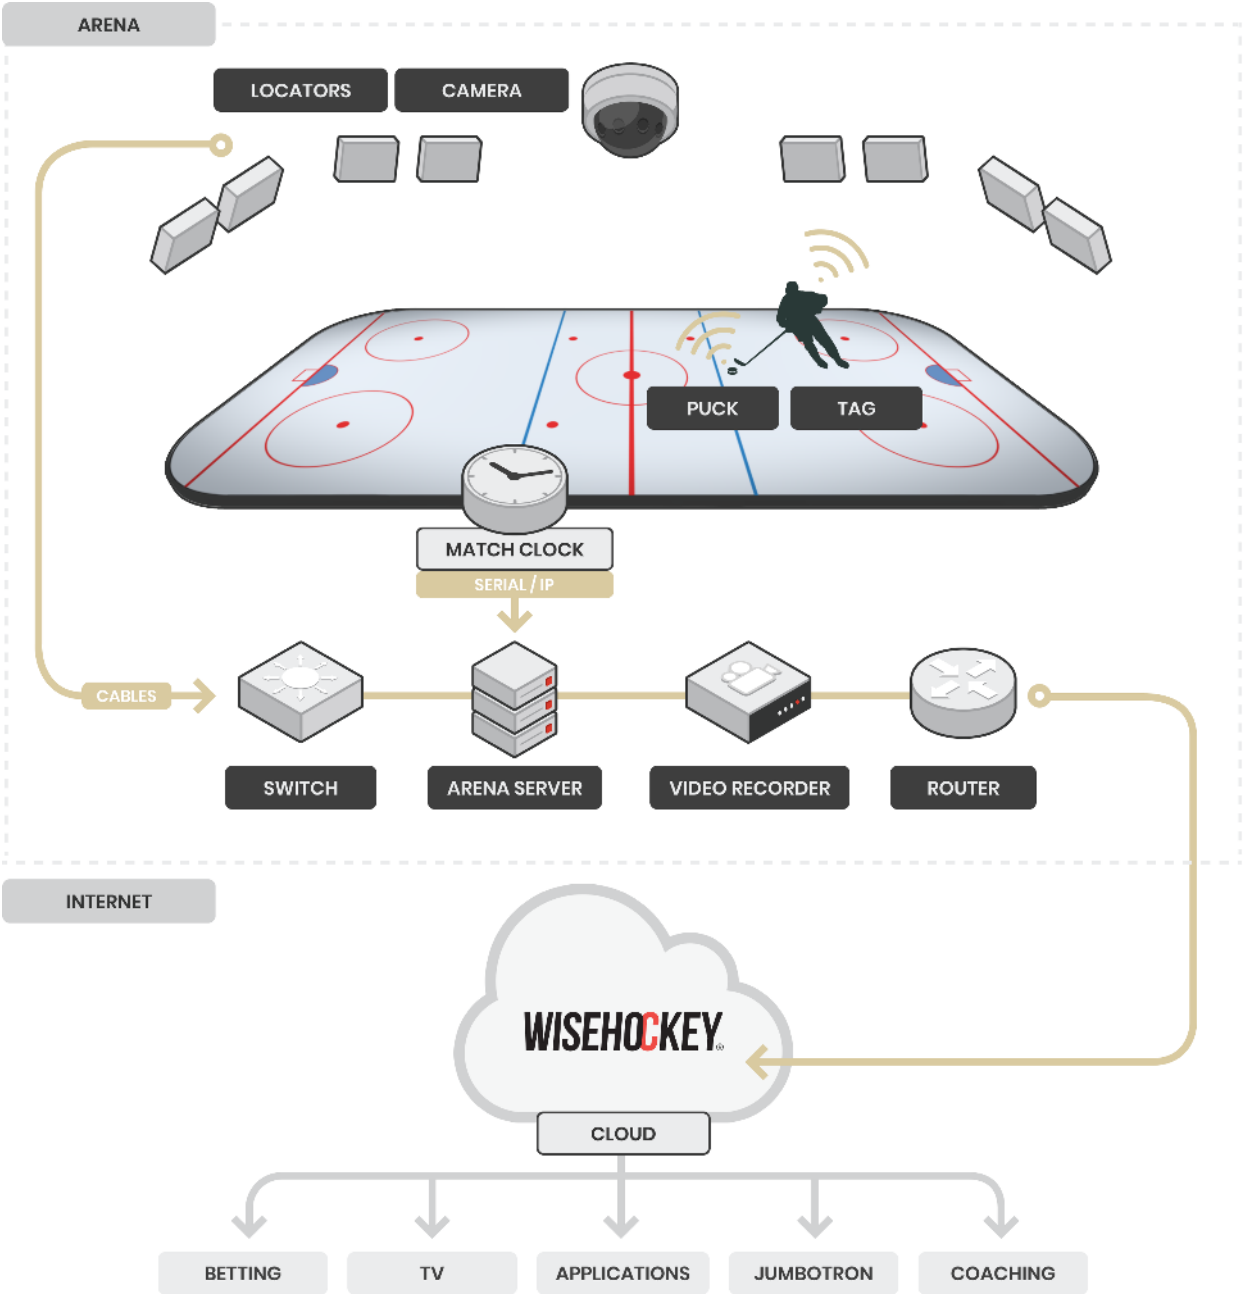 ARENA
LOCATORS
CAMERA
PUCK
TAG
MATCH CLOCK
SERIAL / IP
CABLES
SWITCH
ARENA SERVER
VIDEO RECORDER
ROUTER
INTERNET
WISEHOCKEY®
CLOUD
BETTING
TV
APPLICATIONS
JUMBOTRON
COACHING